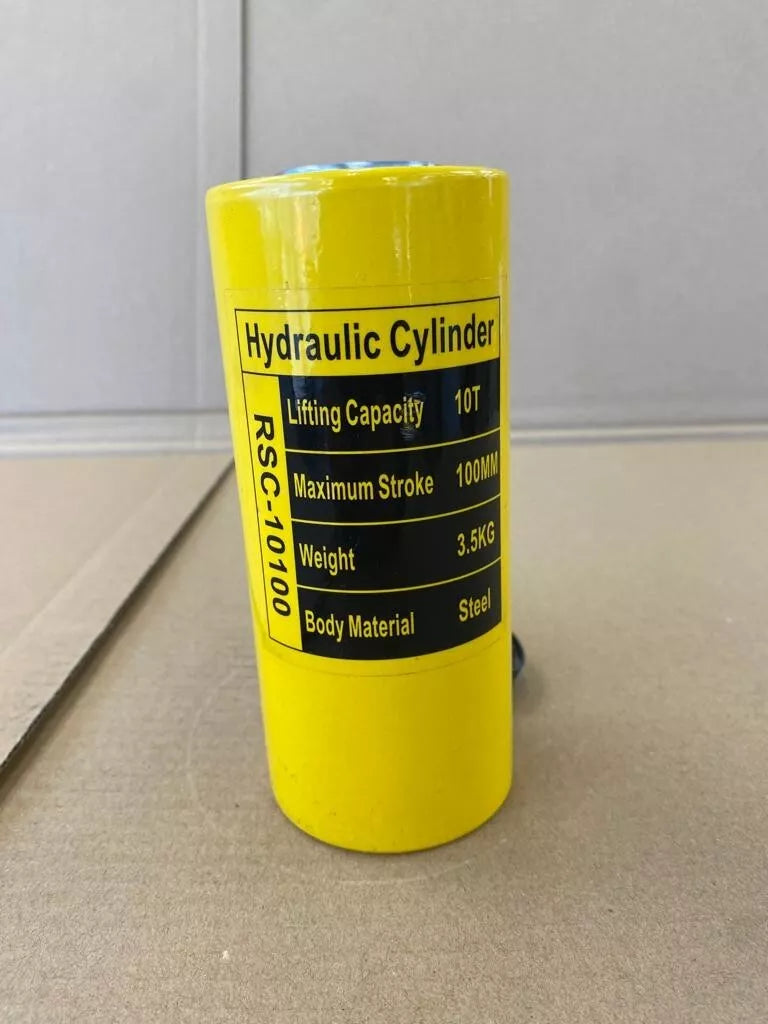 Hydraulic Cylinder
RSC-10100
Lifting Capacity 10T
Maximum Stroke 100MM
Weight 3.5KG
Body Material Steel